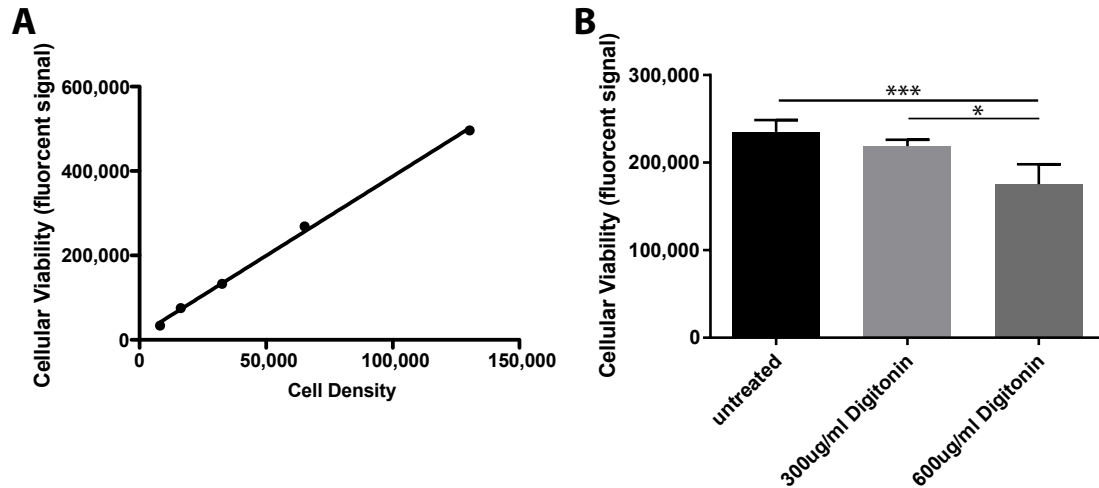 A
Cellular Viability (fluorcent signal)
600,000
400,000
200,000
0
0
50,000
100,000
150,000
Cell Density
B
Cellular Viability (fluorescent signal)
300,000
200,000
100,000
0
***
*
untreated
300ug/ml Digitonin
600ug/ml Digitonin